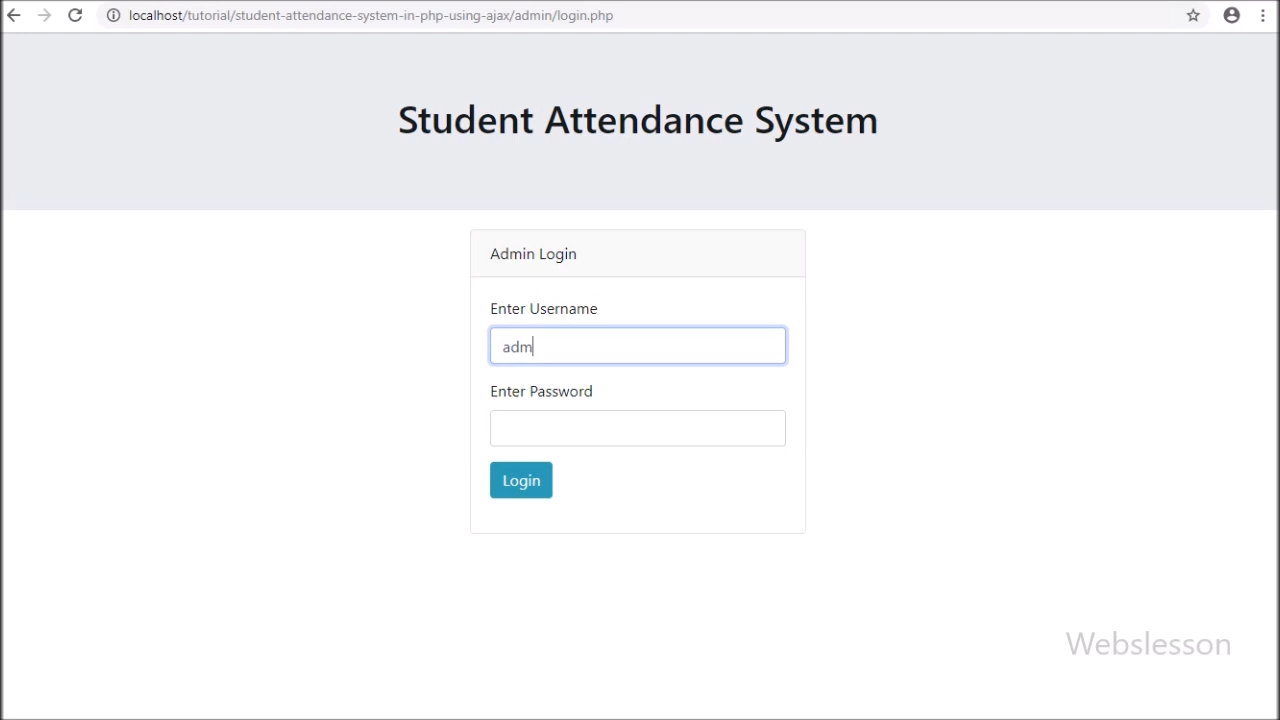 localhost/tutorial/student-attendance-system-in-php-using-ajax/admin/login.php
Student Attendance System
Admin Login
Enter Username
adm
Enter Password
Login
Webslesson